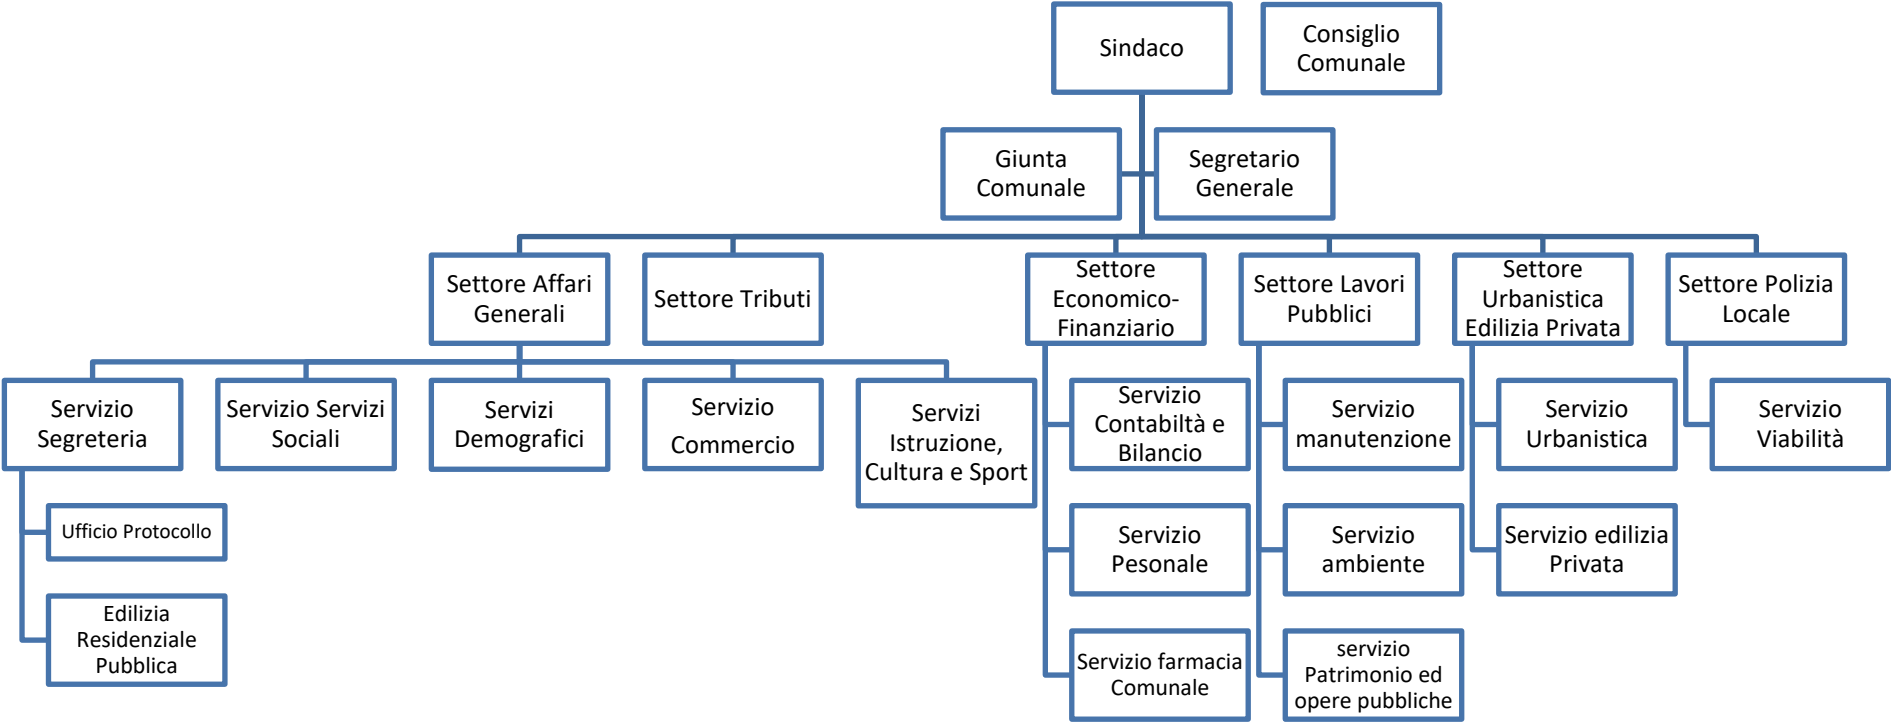 Sindaco
Consiglio
Comunale
Giunta
Comunale
Segretario
Generale
Settore Affari
Generali
Settore Tributi
Settore
Economico-
Finanziario
Settore Lavori
Pubblici
Settore
Urbanistica
Edilizia Privata
Settore Polizia
Locale
Servizio
Segreteria
Servizio Servizi
Sociali
Servizi
Demografici
Servizio
Commercio
Servizi
Istruzione,
Cultura e Sport
Servizio
Contabiltà e
Bilancio
Servizio
manutenzione
Servizio
Urbanistica
Servizio
Viabilità
Ufficio Protocollo
Servizio
Pesonale
Servizio
ambiente
Servizio edilizia
Privata
Edilizia
Residenziale
Pubblica
Servizio farmacia
Comunale
servizio
Patrimonio ed
opere pubbliche